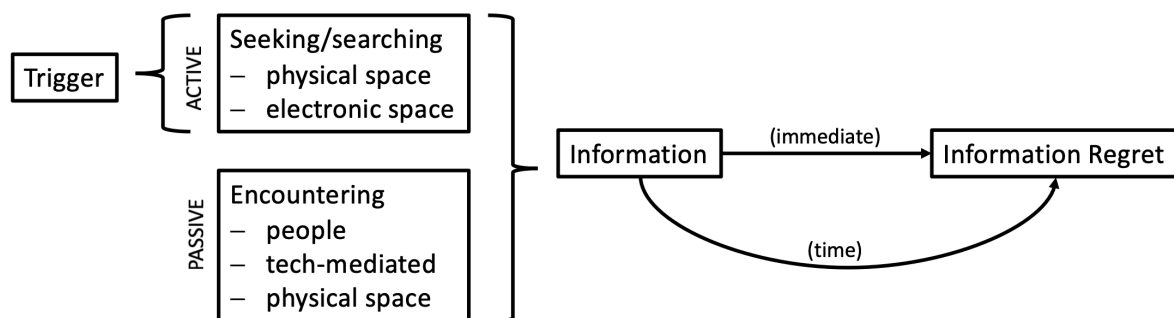 Trigger
ACTIVE
Seeking/searching
– physical space
– electronic space
PASSIVE
Encountering
– people
– tech-mediated
– physical space
Information
(immediate)
(time)
Information Regret